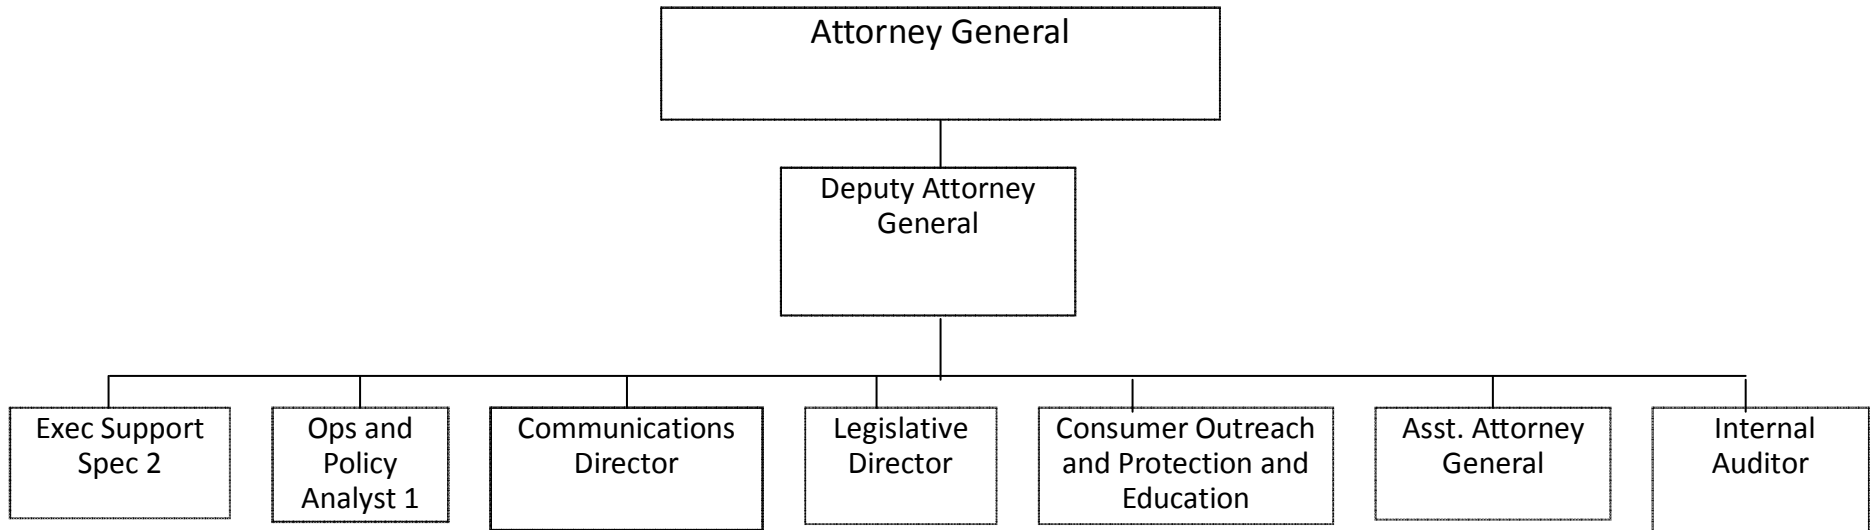 Attorney General
Deputy Attorney
General
Exec Support
Spec 2
Ops and
Policy
Analyst 1
Communications
Director
Legislative
Director
Consumer Outreach
and Protection and
Education
Asst. Attorney
General
Internal
Auditor